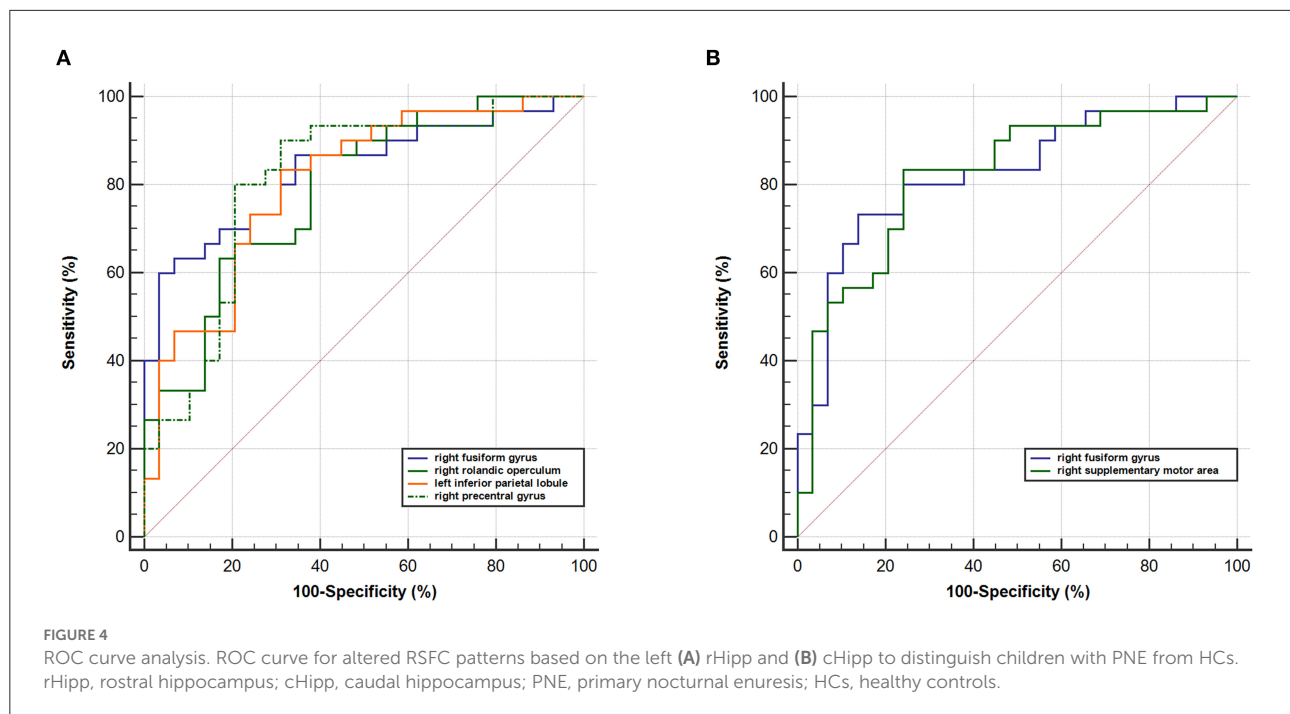 A
B
100
80
60
40
20
0
Sensitivity (%)
0 20 40 60 80 100
100-Specificity (%)
right fusiform gyrus
right rolandic operculum
left inferior parietal lobule
right precentral gyrus
100
80
60
40
20
0
Sensitivity (%)
0 20 40 60 80 100
100-Specificity (%)
right fusiform gyrus
right supplementary motor area
FIGURE 4
ROC curve analysis. ROC curve for altered RSFC patterns based on the left (A) rHipp and (B) cHipp to distinguish children with PNE from HCs.
rHipp, rostral hippocampus; cHipp, caudal hippocampus; PNE, primary nocturnal enuresis; HCs, healthy controls.